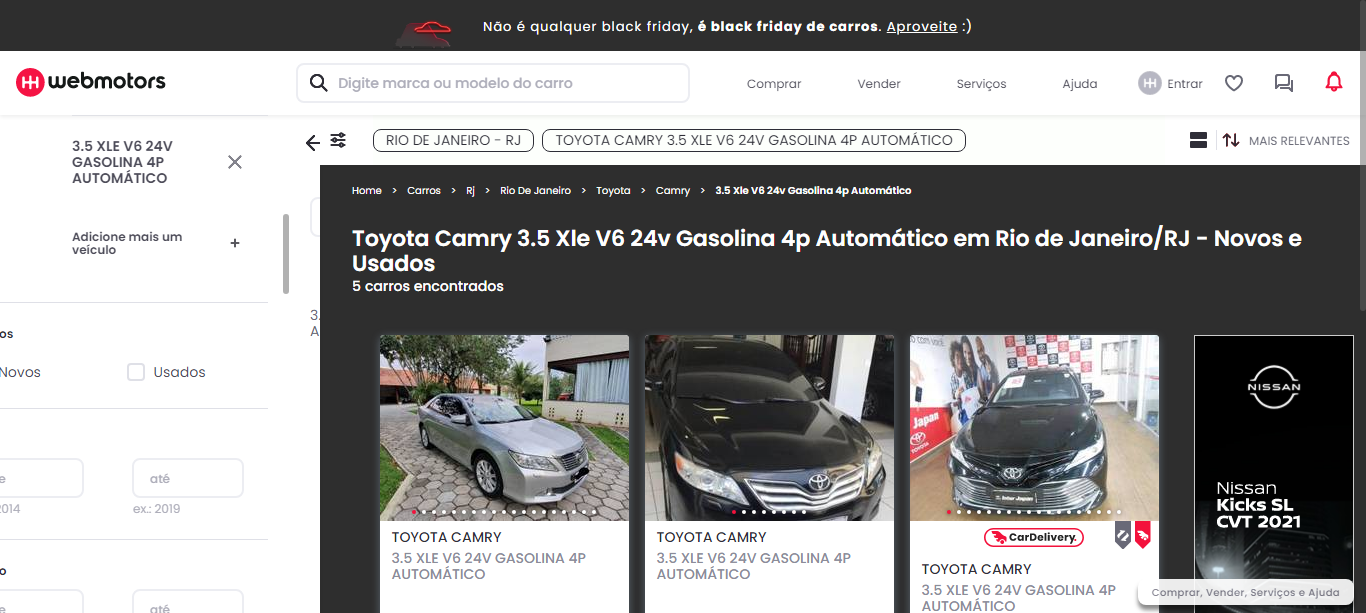 Não é qualquer black friday, é black friday de carros. Aproveite :)
webmotors
Digite marca ou modelo do carro
Comprar
Vender
Serviços
Ajuda
Entrar
3.5 XLE V6 24V
GASOLINA 4P
AUTOMÁTICO
Adicione mais um
veículo
os
Novos
Usados
e
até
2014
ex.: 2019
o
e
até
RIO DE JANEIRO - RJ
TOYOTA CAMRY 3.5 XLE V6 24V GASOLINA 4P AUTOMÁTICO
MAIS RELEVANTES
3.
A
Home > Carros > Rj > Rio De Janeiro > Toyota > Camry > 3.5 Xle V6 24v Gasolina 4p Automático
Toyota Camry 3.5 Xle V6 24v Gasolina 4p Automático em Rio de Janeiro/RJ - Novos e
Usados
5 carros encontrados
TOYOTA CAMRY
3.5 XLE V6 24V GASOLINA 4P
AUTOMÁTICO
TOYOTA CAMRY
3.5 XLE V6 24V GASOLINA 4P
AUTOMÁTICO
com você.
Japan
TOYOTA
Inter Japan
CarDelivery.
TOYOTA CAMRY
3.5 XLE V6 24V GASOLINA 4P
AUTOMÁTICO
NISSAN
Nissan
Kicks SL
CVT 2021
Comprar, Vender, Serviços e Ajuda